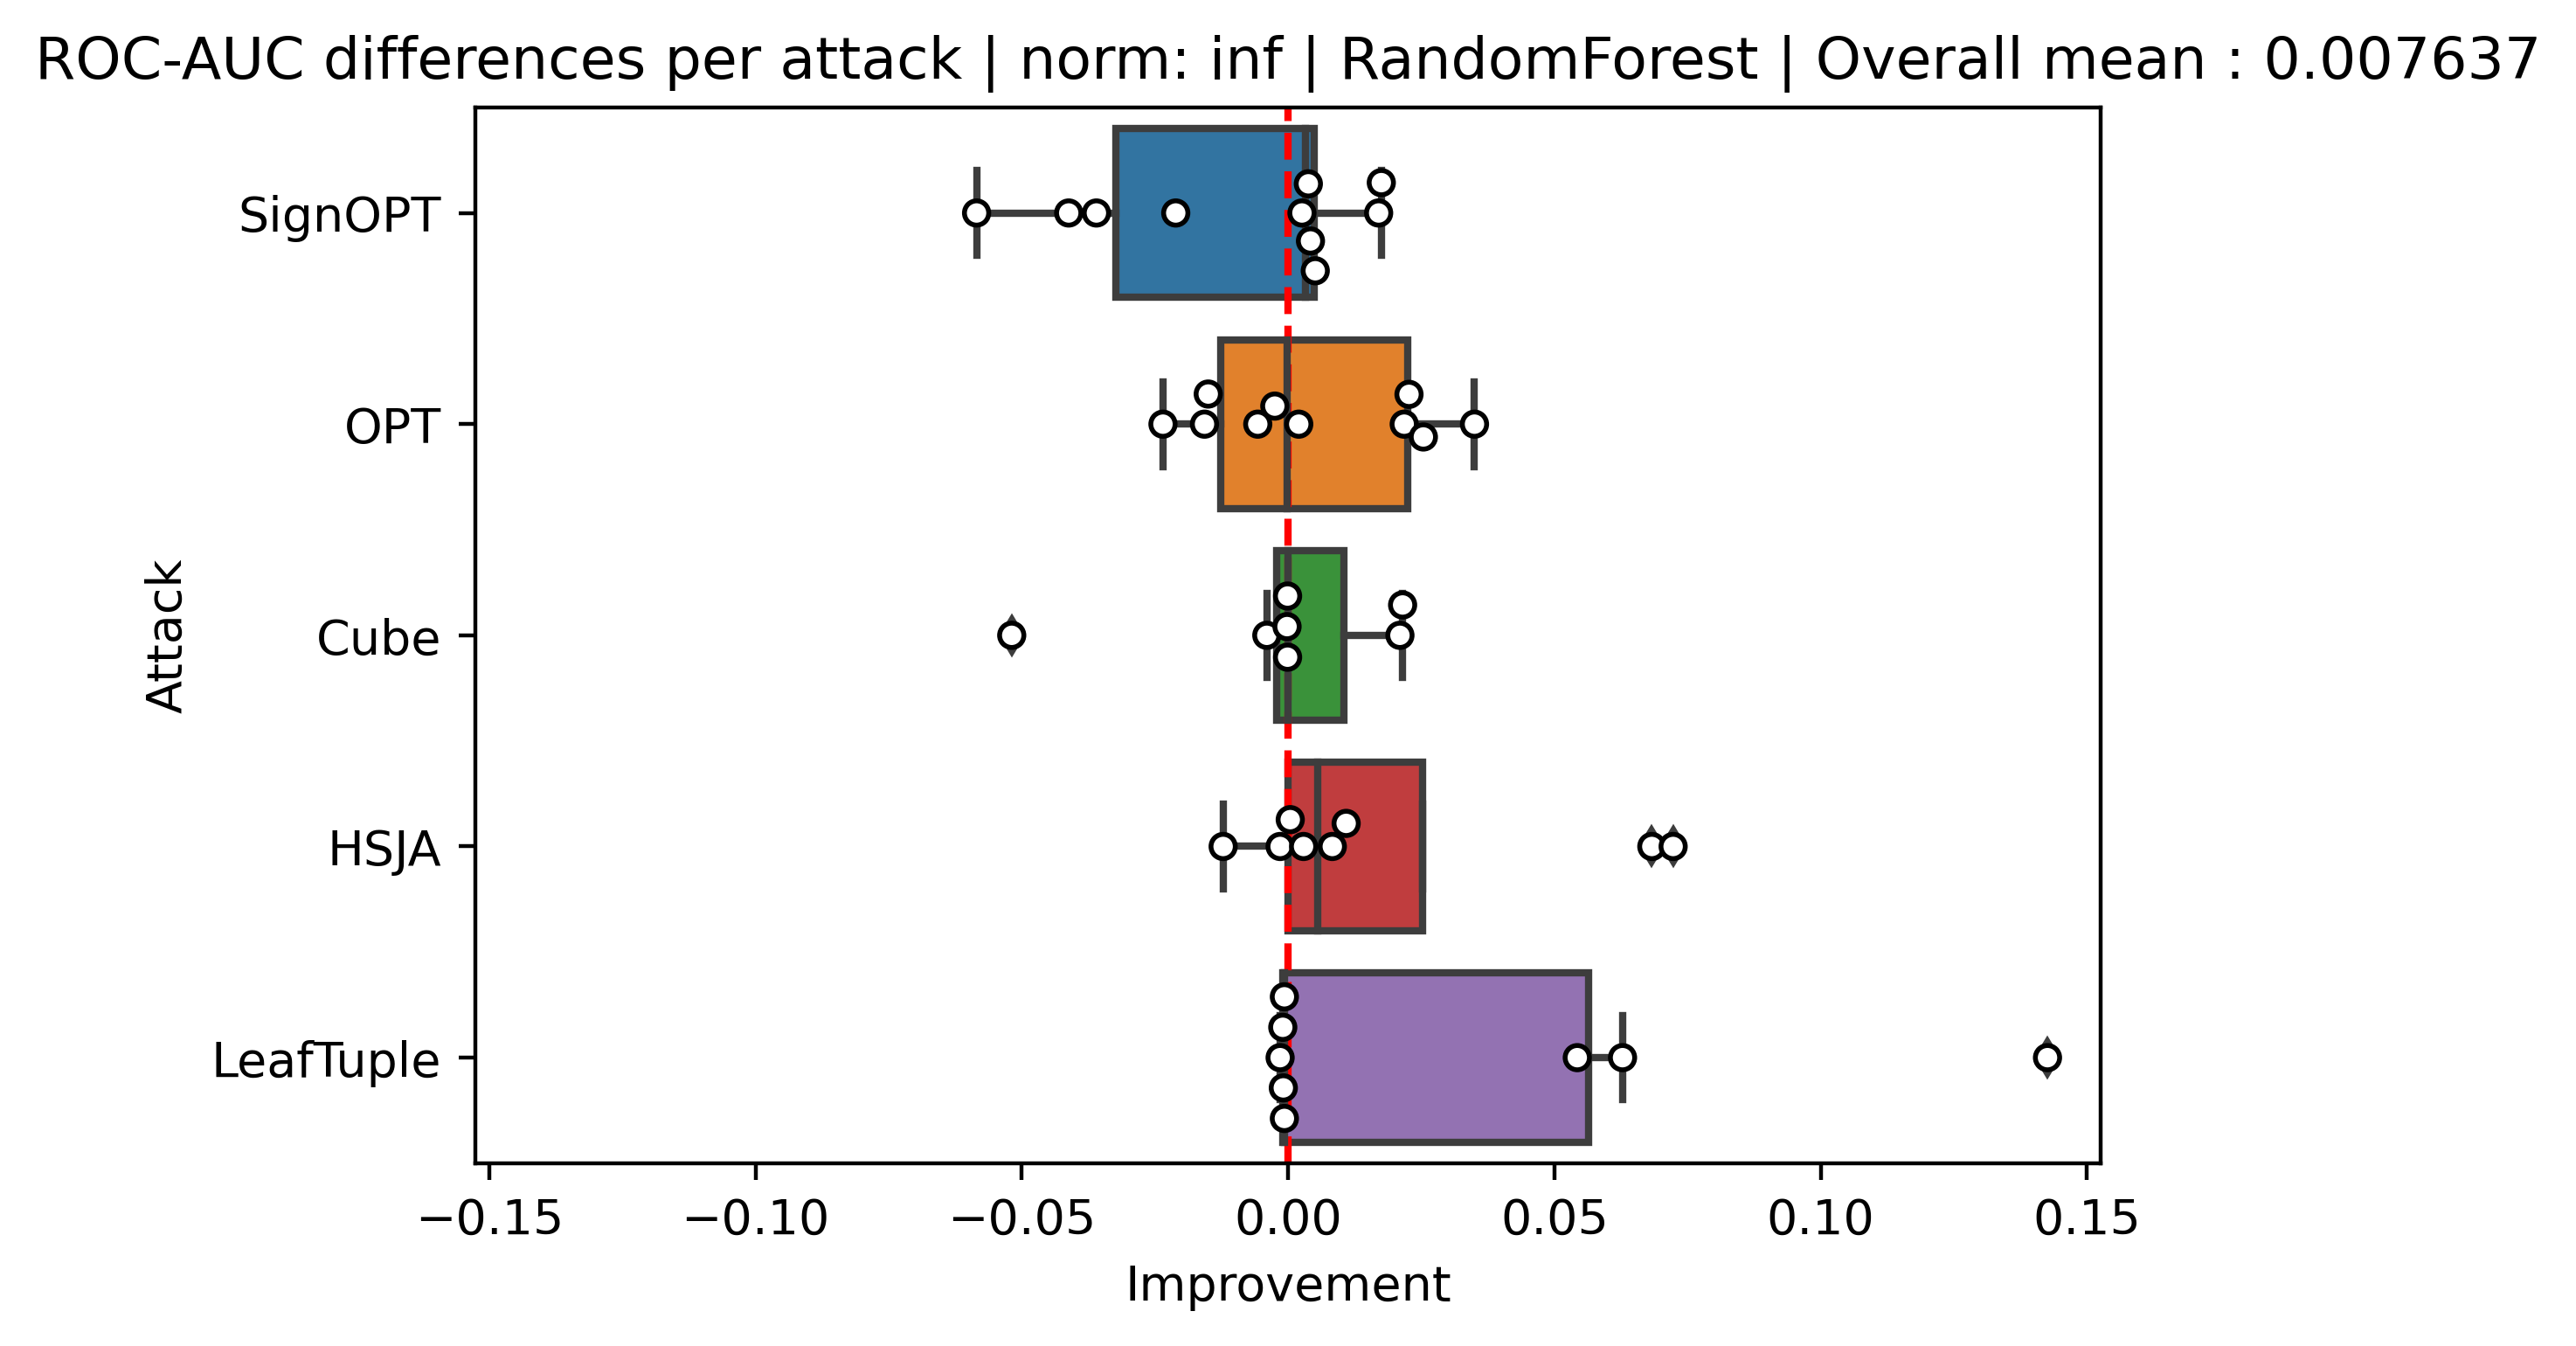 ROC-AUC differences per attack | norm: inf | RandomForest | Overall mean : 0.007637
SignOPT
OPT
Cube
HSJA
LeafTuple
Attack
−0.15 −0.10 −0.05 0.00 0.05 0.10 0.15
Improvement